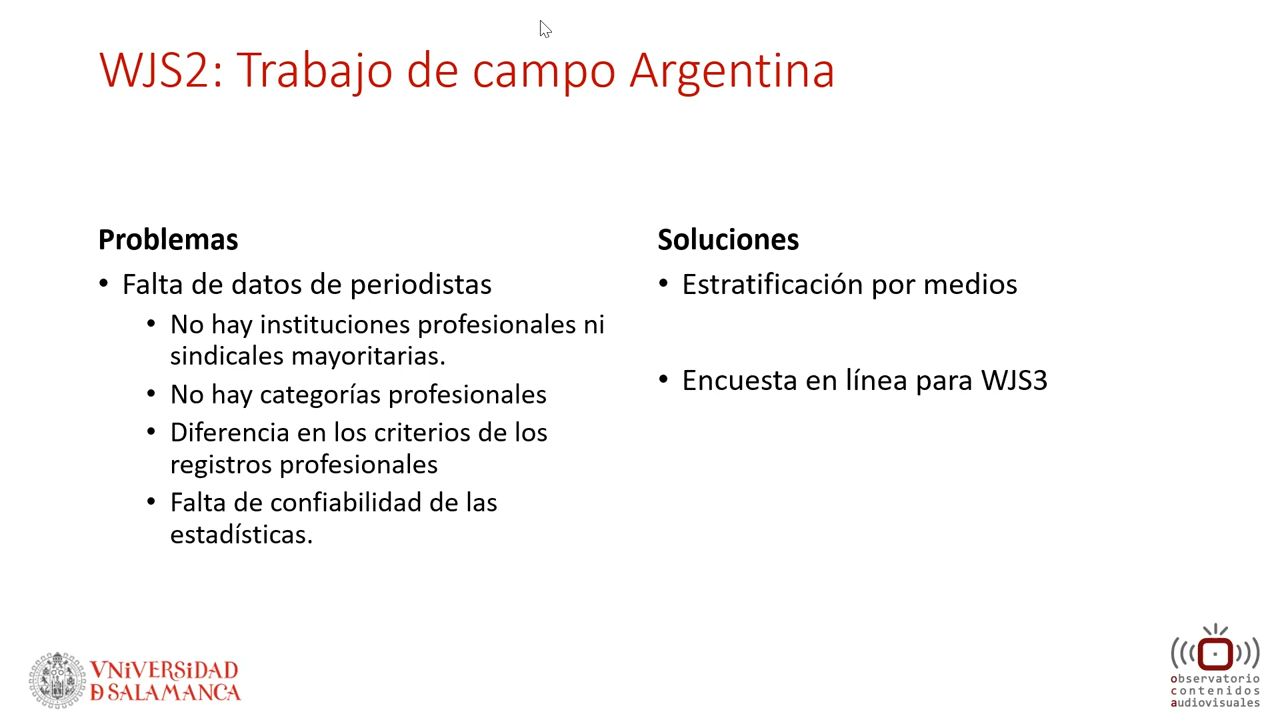 WJS2: Trabajo de campo Argentina
Problemas
• Falta de datos de periodistas
• No hay instituciones profesionales ni
sindicales mayoritarias.
• No hay categorías profesionales
• Diferencia en los criterios de los
registros profesionales
• Falta de confiabilidad de las
estadísticas.
Soluciones
• Estratificación por medios
• Encuesta en línea para WJS3
VNiVERSiDAD
D SALAMANCA
observatorio
contenidos
audiovisuales